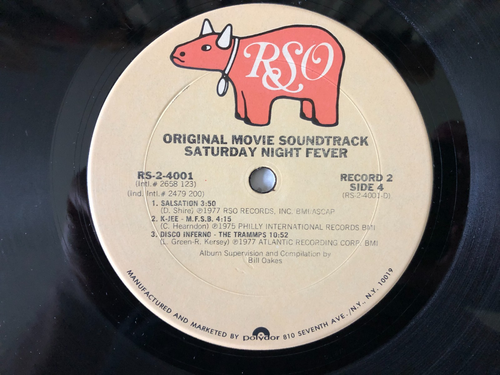 RSO
ORIGINAL MOVIE SOUNDTRACK
SATURDAY NIGHT FEVER
RS-2-4001
(Intl.# 2658 123)
(Ind. Intl.# 2479 200)
RECORD 2
SIDE 4
(RS-2-4001-D)
1. SALSATION 3:50
(D. Shire) ℗1977 RSO RECORDS, INC. BMI/ASCAP
2. K-JEE - M.F.S.B. 4:15
(C. Hearndon) ℗1975 PHILLY INTERNATIONAL RECORDS BMI
3. DISCO INFERNO - THE TRAMMPS 10:52
(L. Green-R. Kersey) ℗1977 ATLANTIC RECORDING CORP. BMI
Album Supervision and Compilation by
Bill Oakes
MANUFACTURED AND MARKETED BY polydor 810 SEVENTH AVE., N.Y. N.Y. 10019